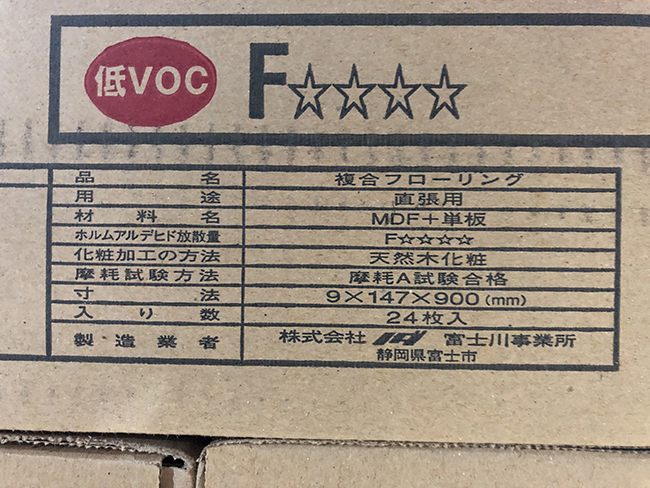 低VOC F☆☆☆☆
品名 複合フローリング
用途 直張用
材料名 MDF+単板
ホルムアルデヒド放散量 F☆☆☆☆
化粧加工の方法 天然木化粧
摩耗試験方法 摩耗A試験合格
寸法 9×147×900(mm)
入り数 24枚入
製造業者 株式会社 富士川事業所
静岡県富士市